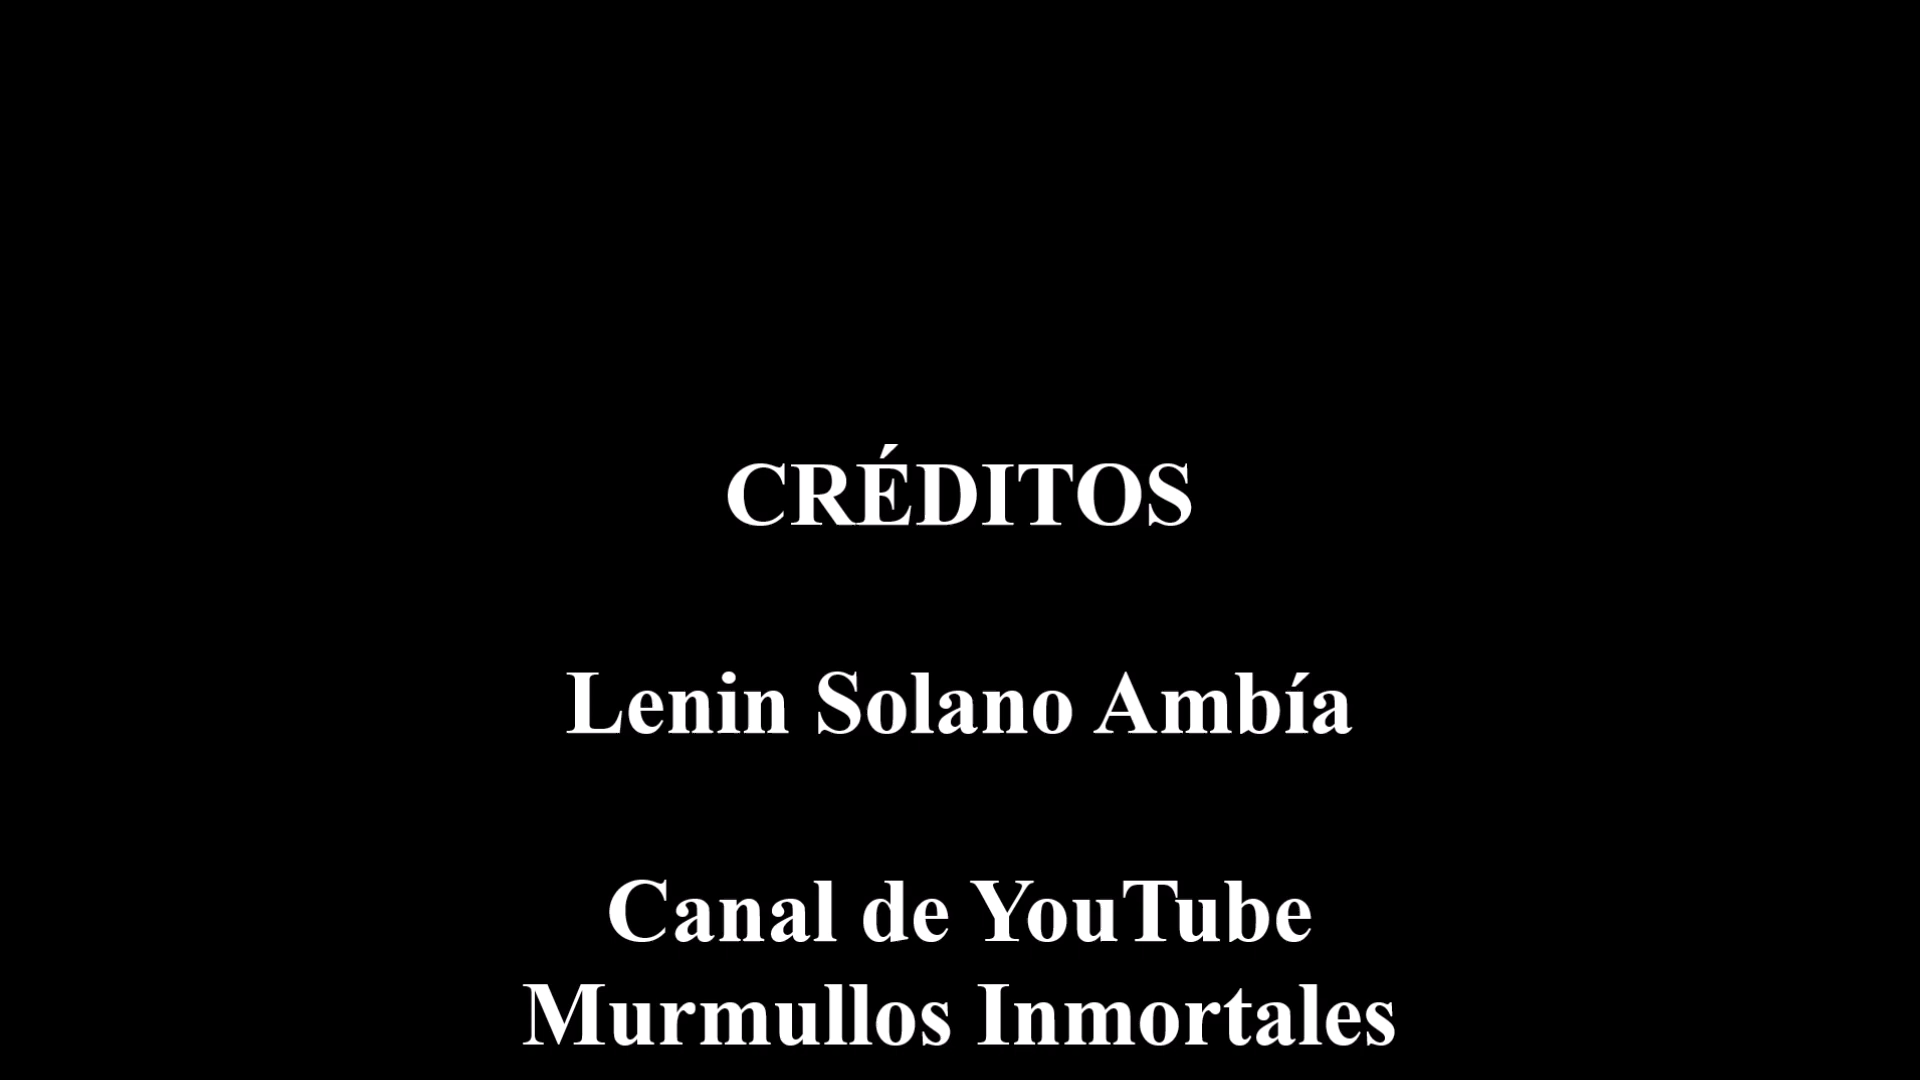 CRÉDITOS
Lenin Solano Ambía
Canal de YouTube
Murmullos Inmortales